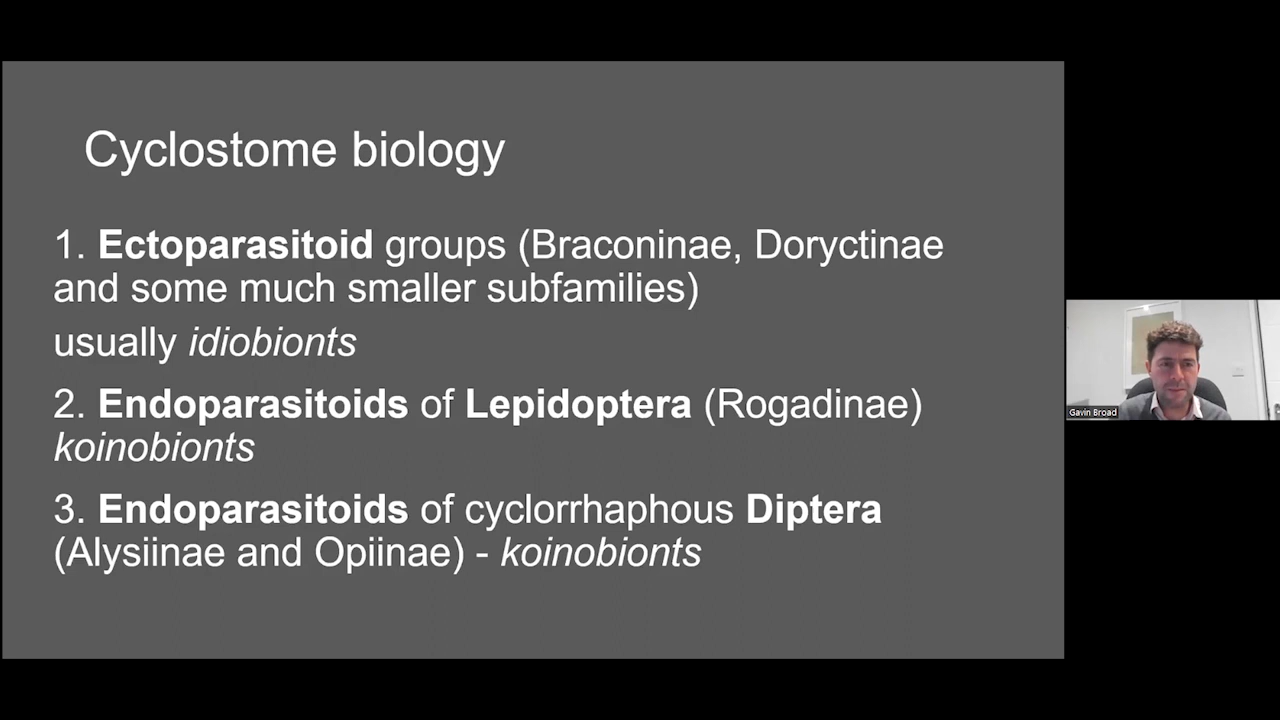 Cyclostome biology
1. Ectoparasitoid groups (Braconinae, Doryctinae
and some much smaller subfamilies)
usually idiobionts
2. Endoparasitoids of Lepidoptera (Rogadinae)
koinobionts
3. Endoparasitoids of cyclorrhaphous Diptera
(Alysiinae and Opiinae) - koinobionts
Gavin Broad